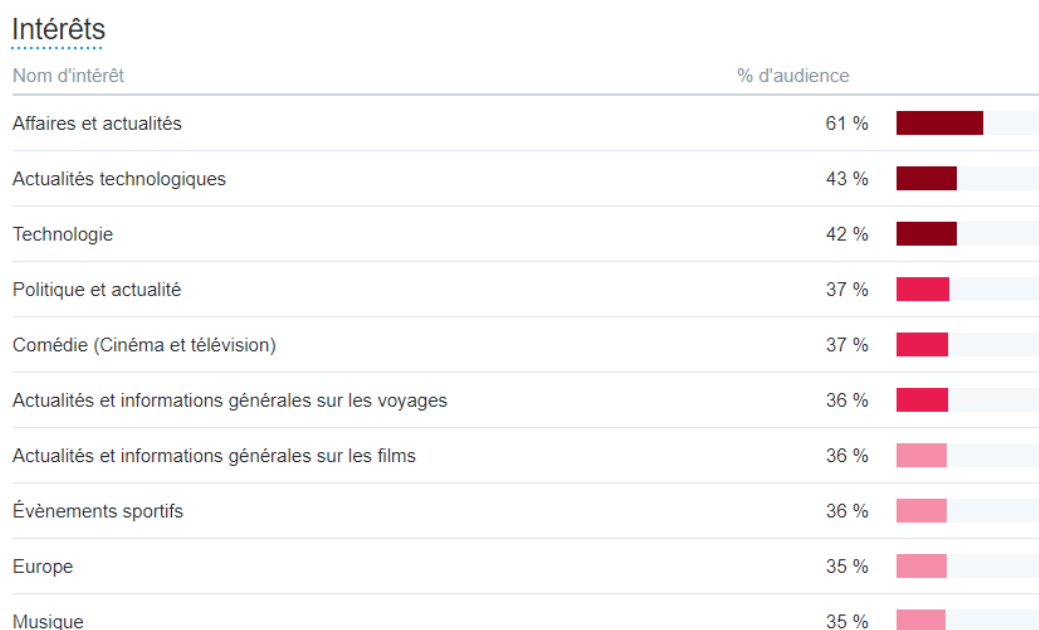 Intérêts
Nom d'intérêt % d'audience
Affaires et actualités 61 %
Actualités technologiques 43 %
Technologie 42 %
Politique et actualité 37 %
Comédie (Cinéma et télévision) 37 %
Actualités et informations générales sur les voyages 36 %
Actualités et informations générales sur les films 36 %
Évènements sportifs 36 %
Europe 35 %
Musique 35 %